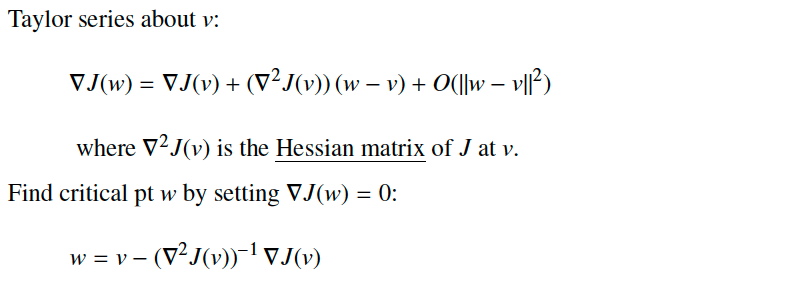 Taylor series about v:
∇J(w) = ∇J(v) + (∇²J(v)) (w − v) + O(‖w − v‖²)
where ∇²J(v) is the Hessian matrix of J at v.
Find critical pt w by setting ∇J(w) = 0:
w = v − (∇²J(v))⁻¹ ∇J(v)